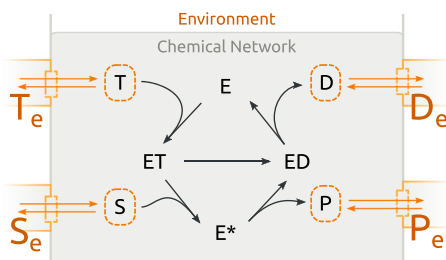 Environment
Chemical Network
T E D
Te De
ET ED
S P
E*
Se Pe